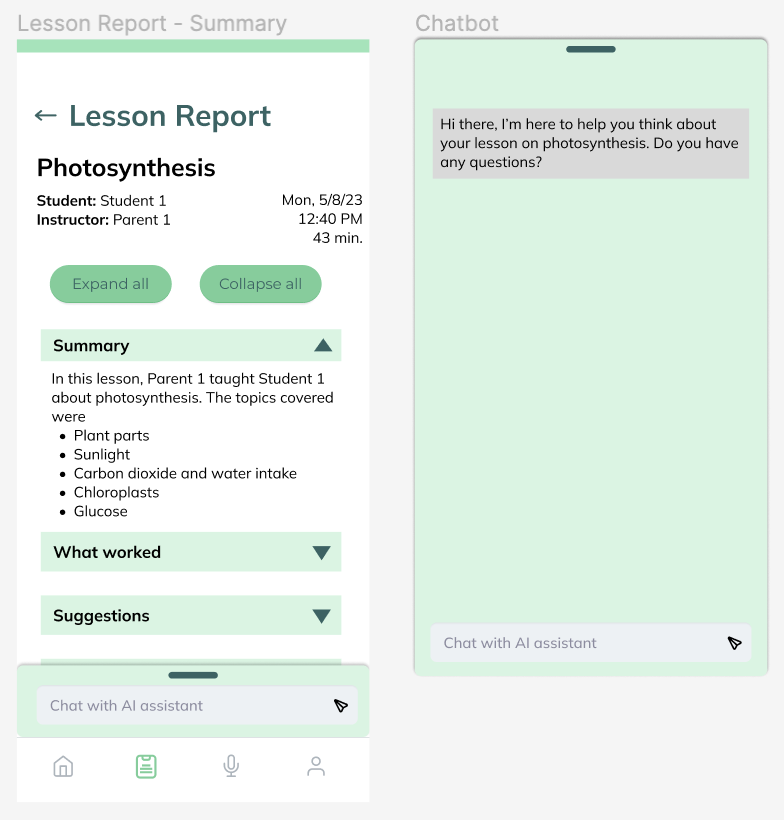 Lesson Report - Summary
← Lesson Report
Photosynthesis
Student: Student 1
Instructor: Parent 1
Mon, 5/8/23
12:40 PM
43 min.
Expand all
Collapse all
Summary
In this lesson, Parent 1 taught Student 1
about photosynthesis. The topics covered
were
• Plant parts
• Sunlight
• Carbon dioxide and water intake
• Chloroplasts
• Glucose
What worked
Suggestions
Chat with AI assistant
Chatbot
Hi there, I'm here to help you think about
your lesson on photosynthesis. Do you have
any questions?
Chat with AI assistant